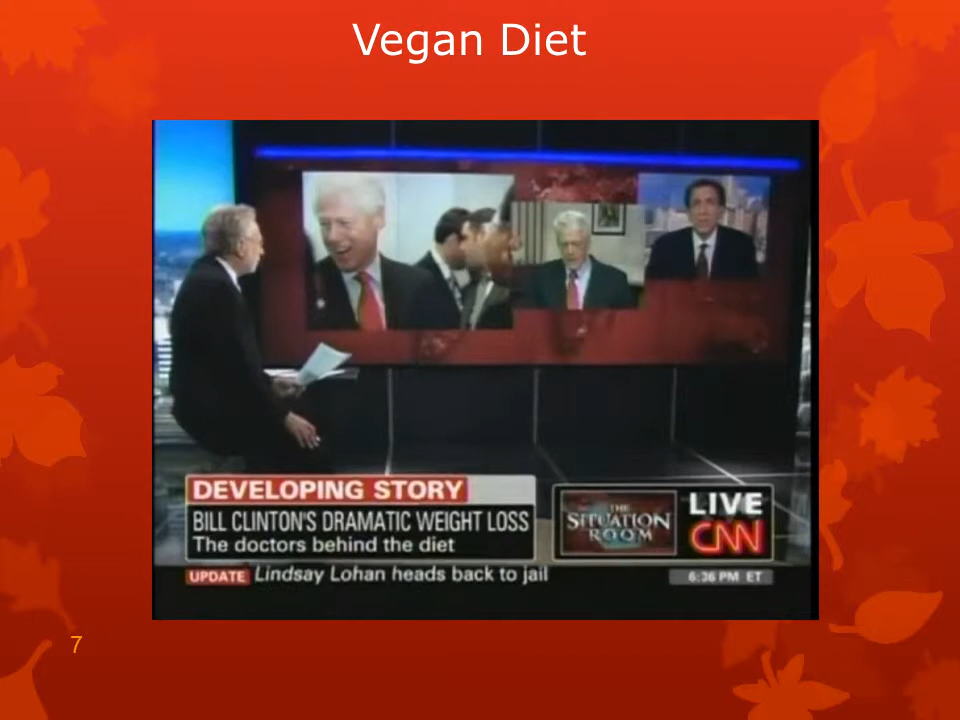 Vegan Diet
DEVELOPING STORY
BILL CLINTON'S DRAMATIC WEIGHT LOSS
The doctors behind the diet
THE
SITUATION
ROOM
LIVE
CNN
UPDATE Lindsay Lohan heads back to jail
6:36 PM ET
7